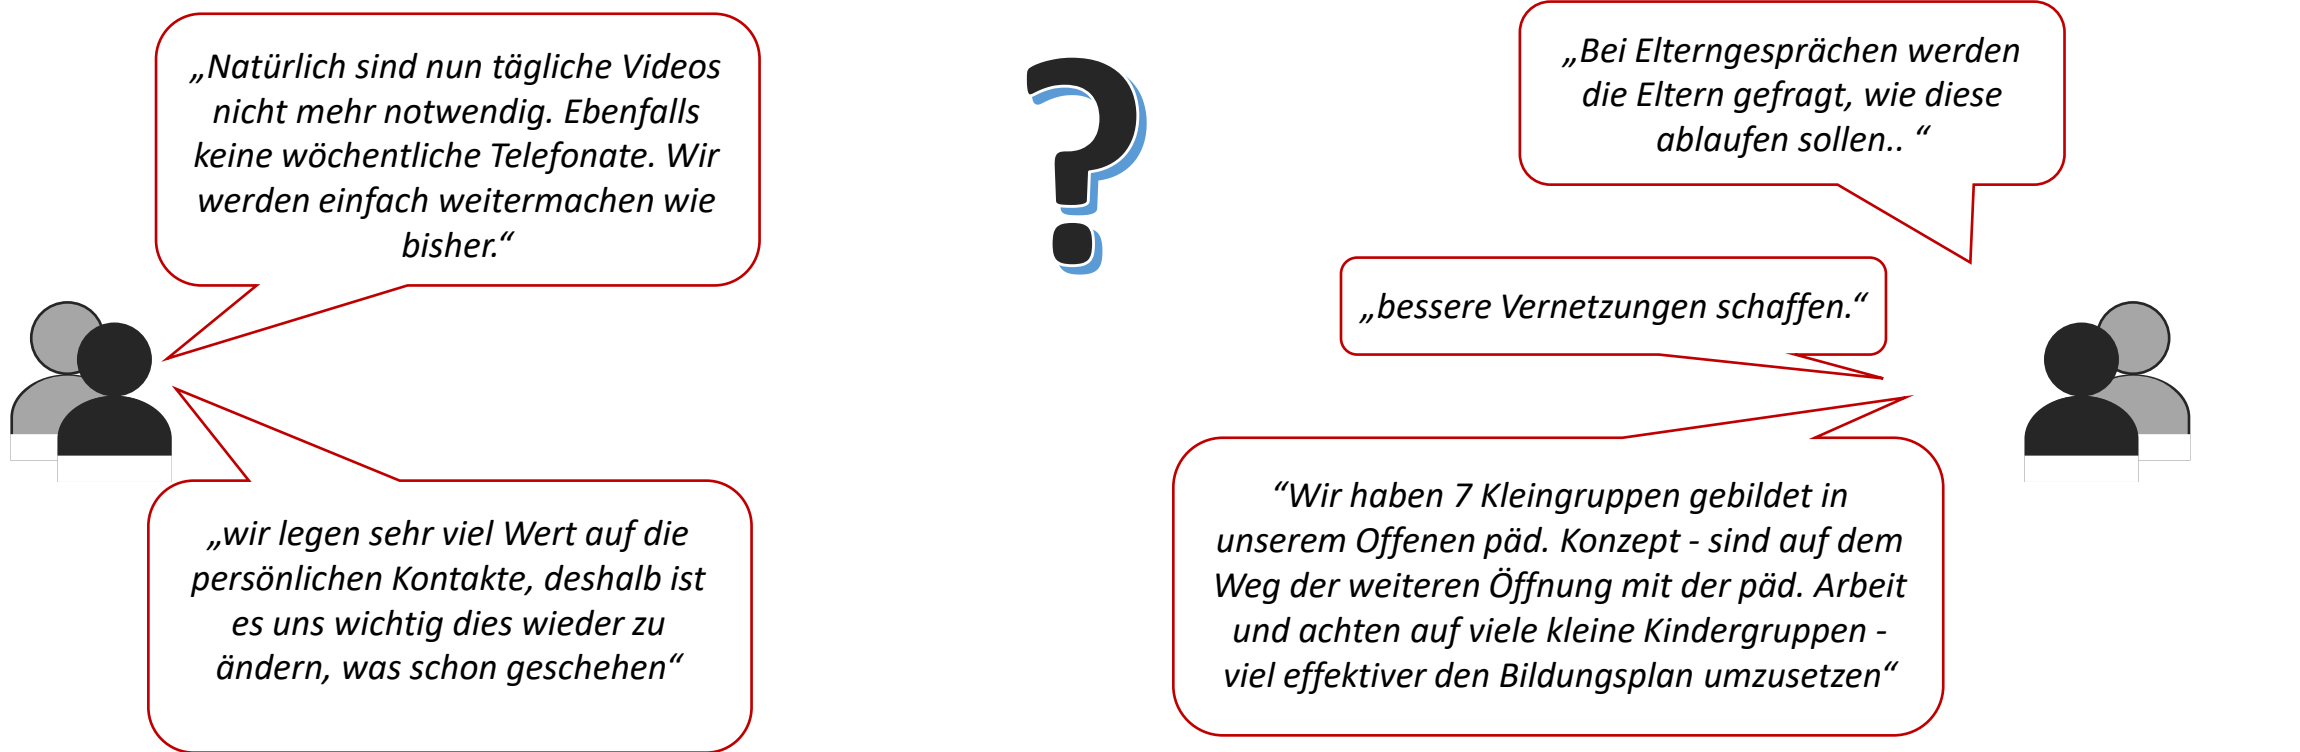 „Natürlich sind nun tägliche Videos
nicht mehr notwendig. Ebenfalls
keine wöchentliche Telefonate. Wir
werden einfach weitermachen wie
bisher.“
„wir legen sehr viel Wert auf die
persönlichen Kontakte, deshalb ist
es uns wichtig dies wieder zu
ändern, was schon geschehen“
?
„Bei Elterngesprächen werden
die Eltern gefragt, wie diese
ablaufen sollen.. “
„bessere Vernetzungen schaffen.“
“Wir haben 7 Kleingruppen gebildet in
unserem Offenen päd. Konzept - sind auf dem
Weg der weiteren Öffnung mit der päd. Arbeit
und achten auf viele kleine Kindergruppen -
viel effektiver den Bildungsplan umzusetzen“